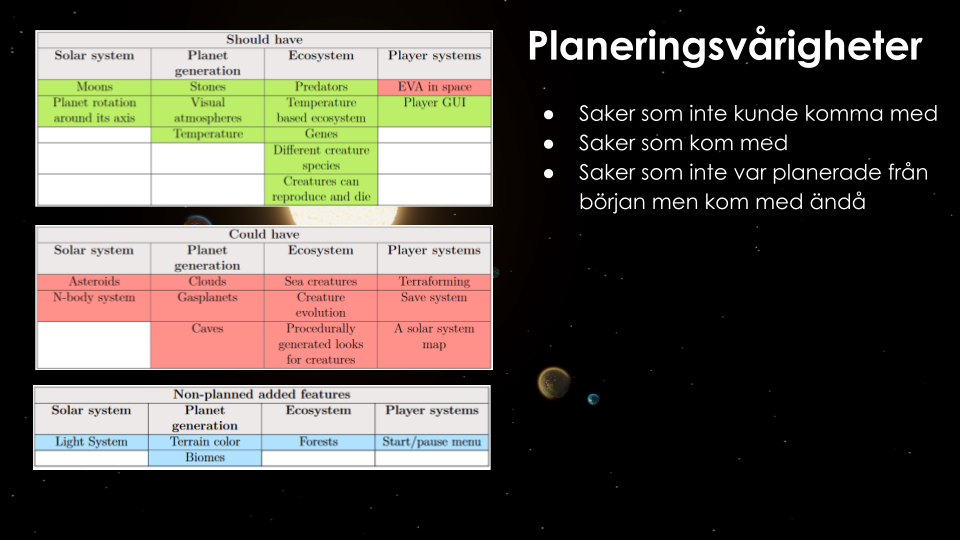 Planeringsvårigheter
● Saker som inte kunde komma med
● Saker som kom med
● Saker som inte var planerade från
början men kom med ändå
Should have
Solar system Planet Ecosystem Player systems
generation
Moons Stones Predators EVA in space
Planet rotation Visual Temperature Player GUI
around its axis atmospheres based ecosystem
Temperature Genes
Different creature
species
Creatures can
reproduce and die
Could have
Solar system Planet Ecosystem Player systems
generation
Asteroids Clouds Sea creatures Terraforming
N-body system Gasplanets Creature Save system
evolution
Caves Procedurally A solar system
generated looks map
for creatures
Non-planned added features
Solar system Planet Ecosystem Player systems
generation
Light System Terrain color Forests Start/pause menu
Biomes